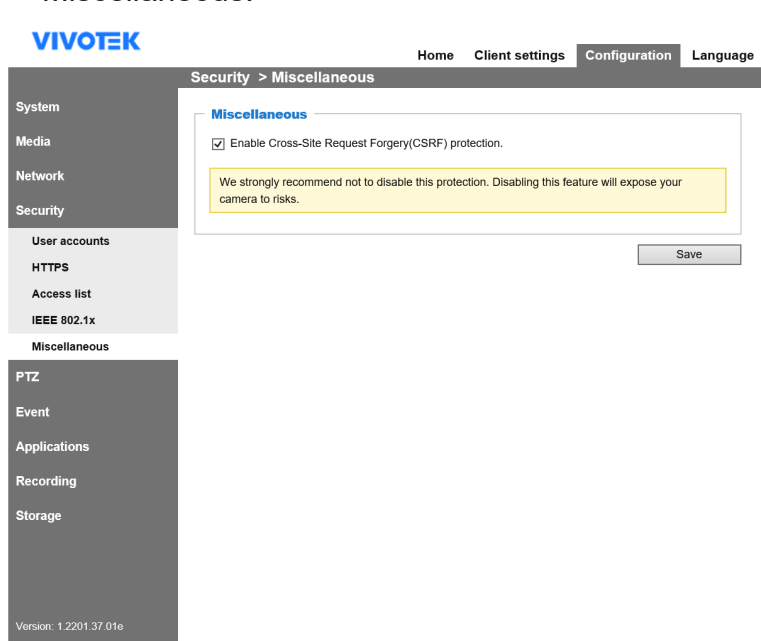 VIVOTEK
Home Client settings Configuration Language
Security > Miscellaneous
System
Media
Network
Security
User accounts
HTTPS
Access list
IEEE 802.1x
Miscellaneous
PTZ
Event
Applications
Recording
Storage
Version: 1.2201.37.01e
Miscellaneous
Enable Cross-Site Request Forgery(CSRF) protection.
We strongly recommend not to disable this protection. Disabling this feature will expose your
camera to risks.
Save